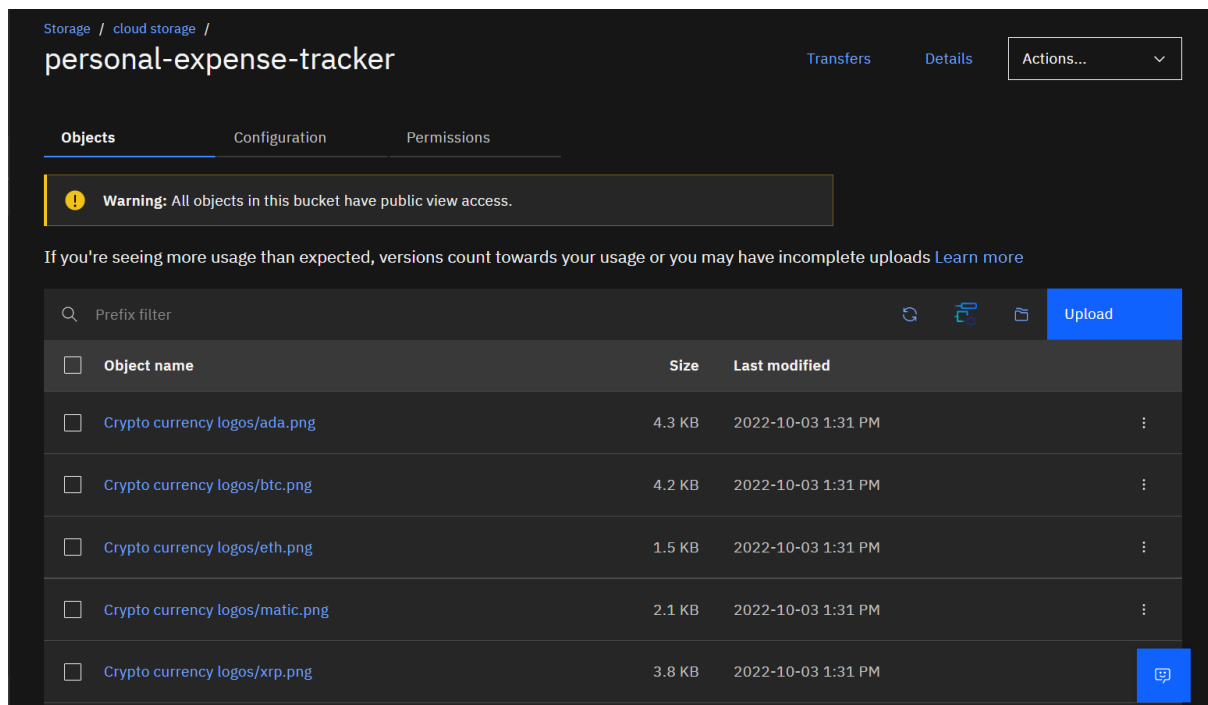 Storage / cloud storage /
personal-expense-tracker
Transfers Details Actions...
Objects Configuration Permissions
Warning: All objects in this bucket have public view access.
If you're seeing more usage than expected, versions count towards your usage or you may have incomplete uploads Learn more
Prefix filter Upload
Object name Size Last modified
Crypto currency logos/ada.png 4.3 KB 2022-10-03 1:31 PM
Crypto currency logos/btc.png 4.2 KB 2022-10-03 1:31 PM
Crypto currency logos/eth.png 1.5 KB 2022-10-03 1:31 PM
Crypto currency logos/matic.png 2.1 KB 2022-10-03 1:31 PM
Crypto currency logos/xrp.png 3.8 KB 2022-10-03 1:31 PM